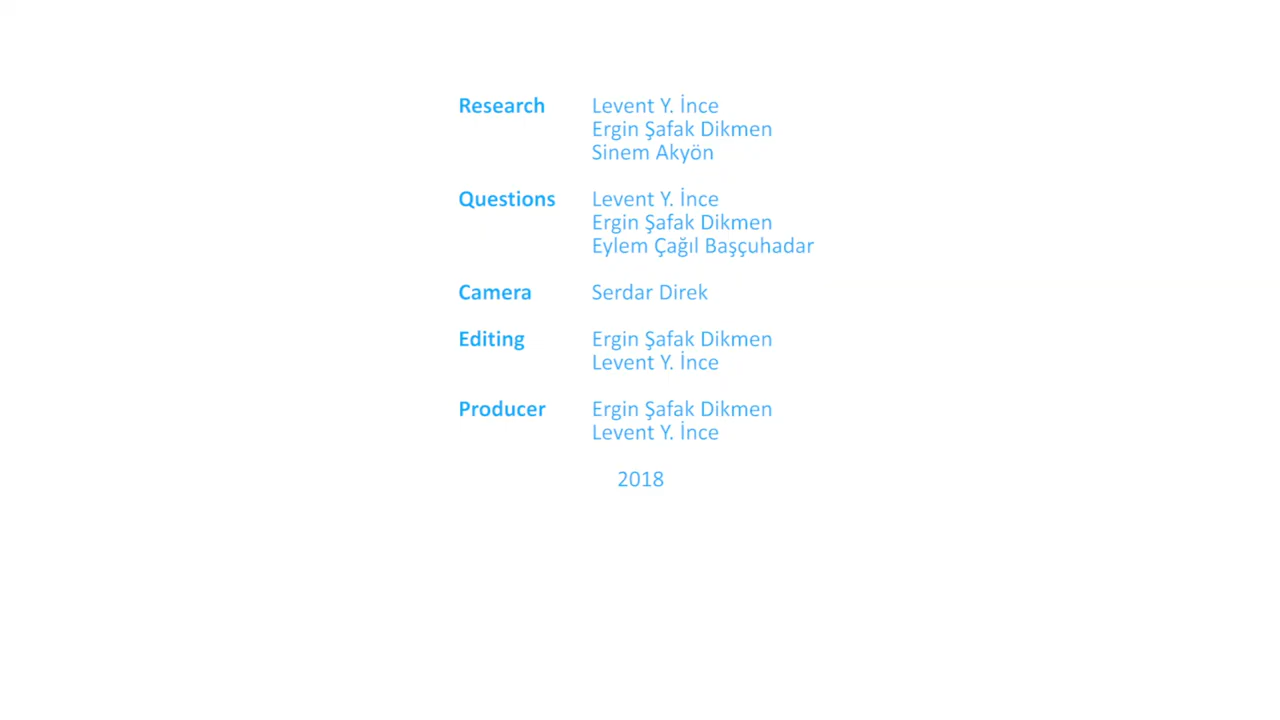 Research Levent Y. İnce
Ergin Şafak Dikmen
Sinem Akyön
Questions Levent Y. İnce
Ergin Şafak Dikmen
Eylem Çağıl Başçuhadar
Camera Serdar Direk
Editing Ergin Şafak Dikmen
Levent Y. İnce
Producer Ergin Şafak Dikmen
Levent Y. İnce
2018